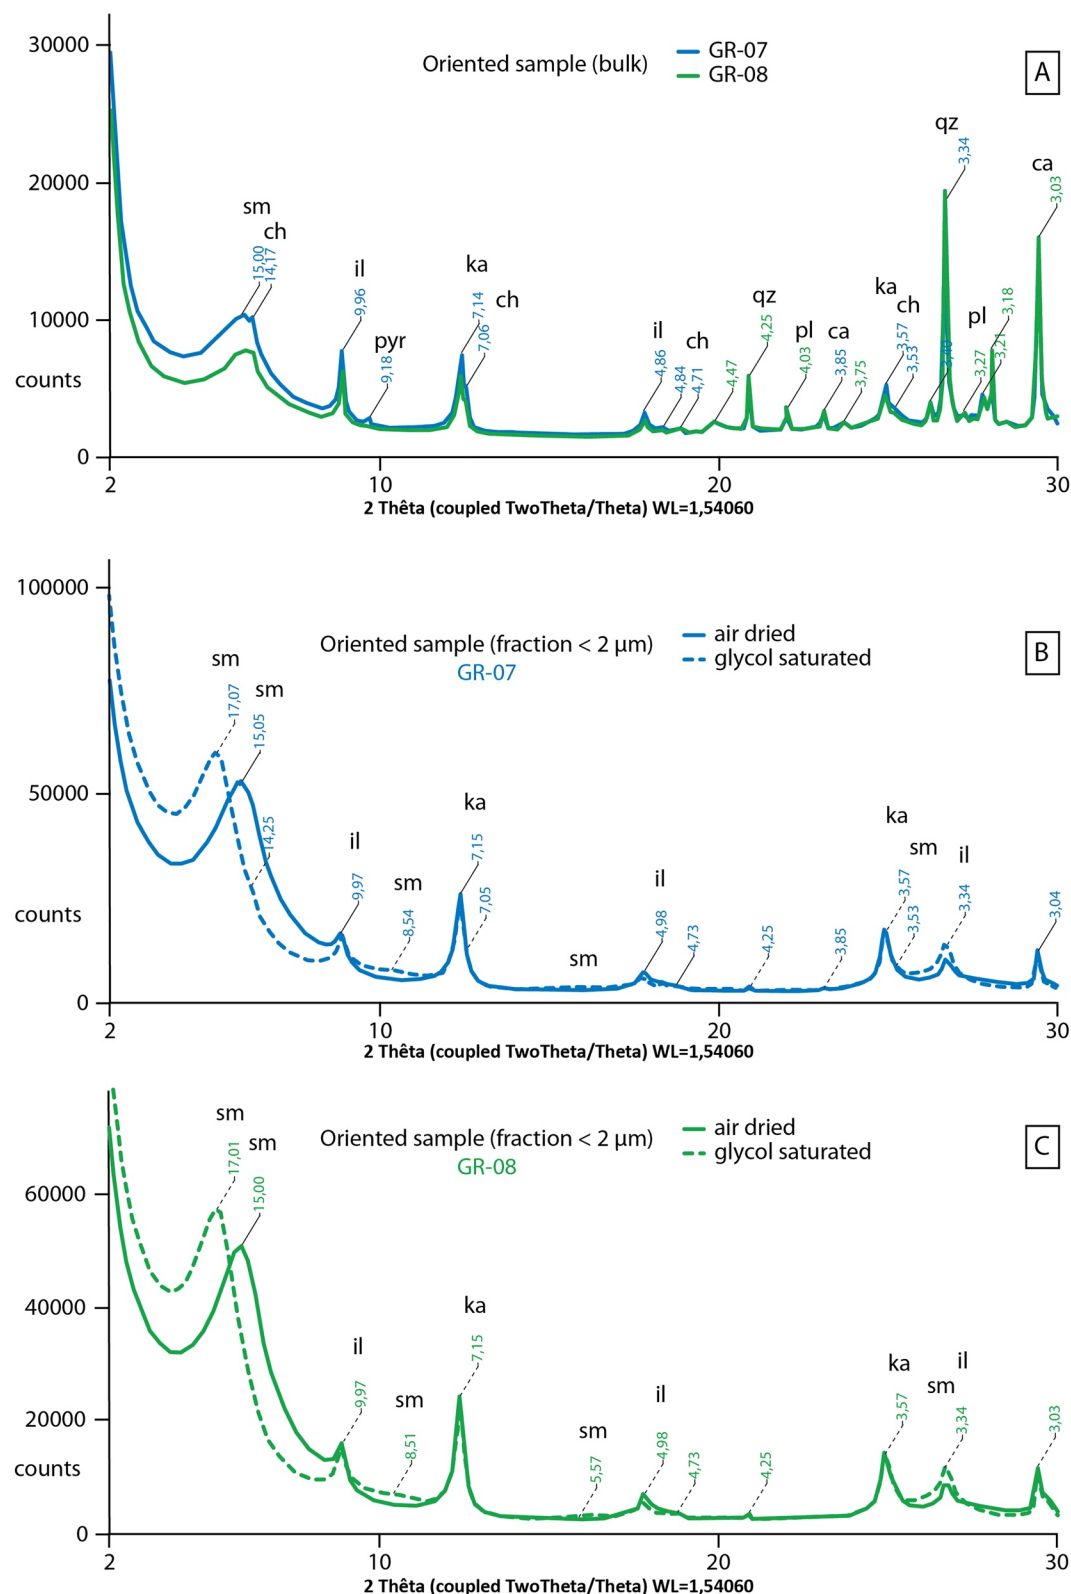 30000
20000
10000
counts
0
Oriented sample (bulk)
GR-07
GR-08
A
sm
ch
15,00
14,17
il
9,96
pyr
9,18
ka
ch
7,14
7,06
il
ch
4,86
4,84
4,71
4,47
qz
4,25
pl
4,03
ca
3,85
3,75
ka
ch
3,57
3,53
qz
3,34
pl
3,27
3,21
3,18
ca
3,03
2
10
20
30
2 Thêta (coupled TwoTheta/Theta) WL=1,54060
100000
50000
counts
0
Oriented sample (fraction < 2 µm)
GR-07
air dried
glycol saturated
B
sm
17,07
sm
15,05
14,25
il
9,97
sm
8,54
ka
7,15
7,05
sm
il
4,98
4,73
4,25
3,85
ka
3,57
sm
3,53
il
3,34
3,04
2
10
20
30
2 Thêta (coupled TwoTheta/Theta) WL=1,54060
60000
40000
20000
counts
0
Oriented sample (fraction < 2 µm)
GR-08
air dried
glycol saturated
C
sm
17,01
sm
15,00
il
9,97
sm
8,51
ka
7,15
sm
5,57
il
4,98
4,73
4,25
ka
3,57
sm
il
3,34
3,03
2
10
20
30
2 Thêta (coupled TwoTheta/Theta) WL=1,54060